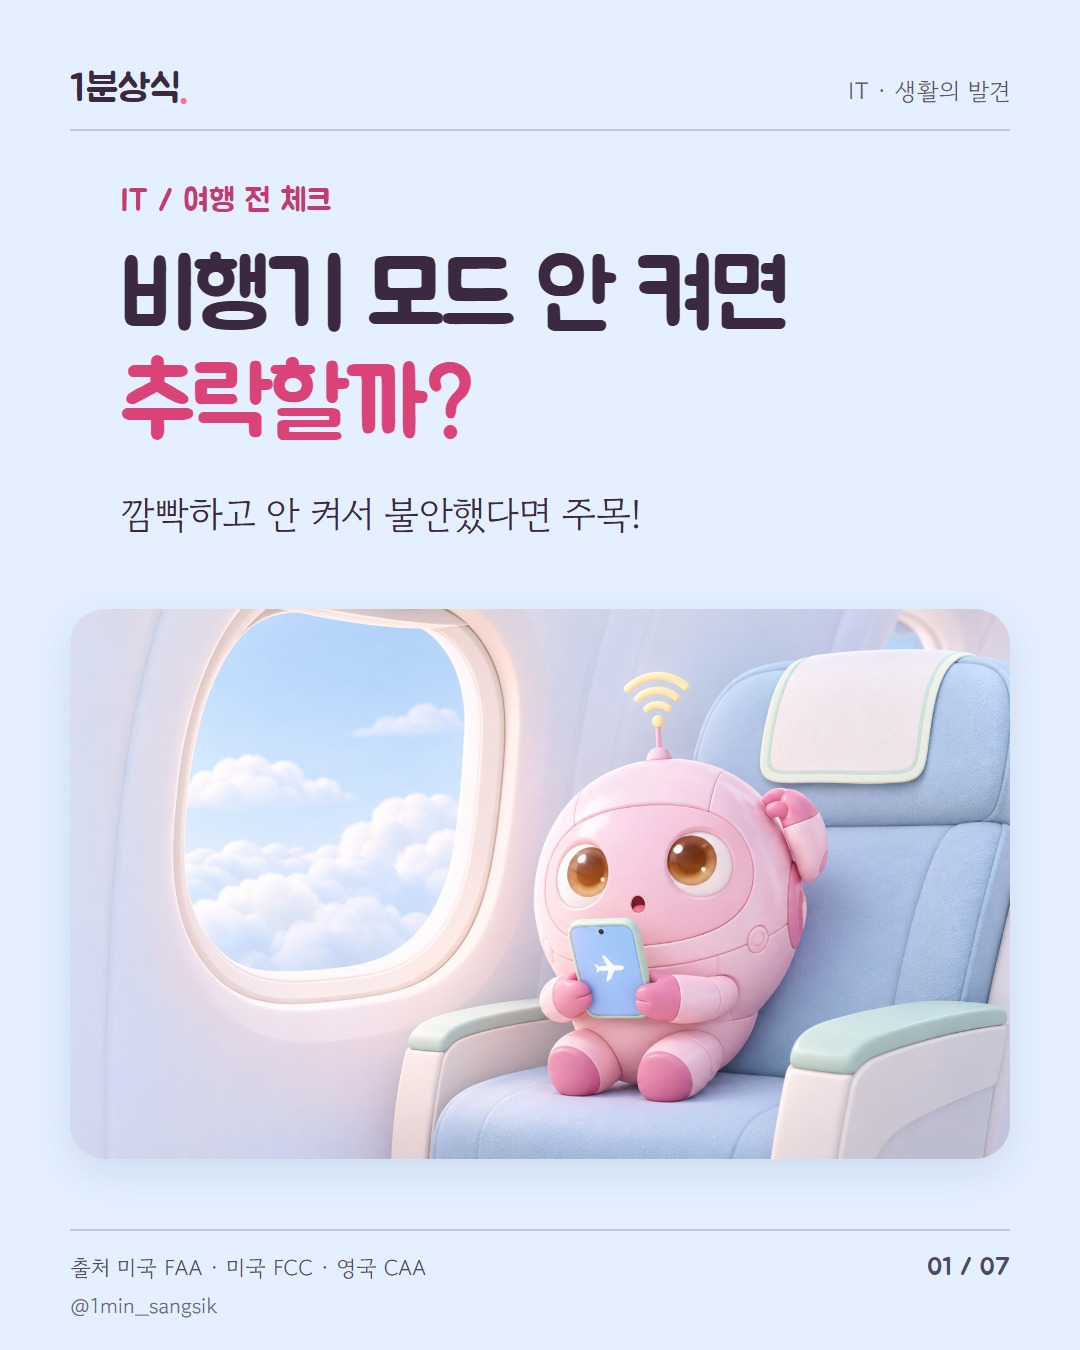 1분상식.
IT · 생활의 발견
IT / 여행 전 체크
비행기 모드 안 켜면
추락할까?
깜빡하고 안 켜서 불안했다면 주목!
출처 미국 FAA · 미국 FCC · 영국 CAA
01 / 07
@1min_sangsik